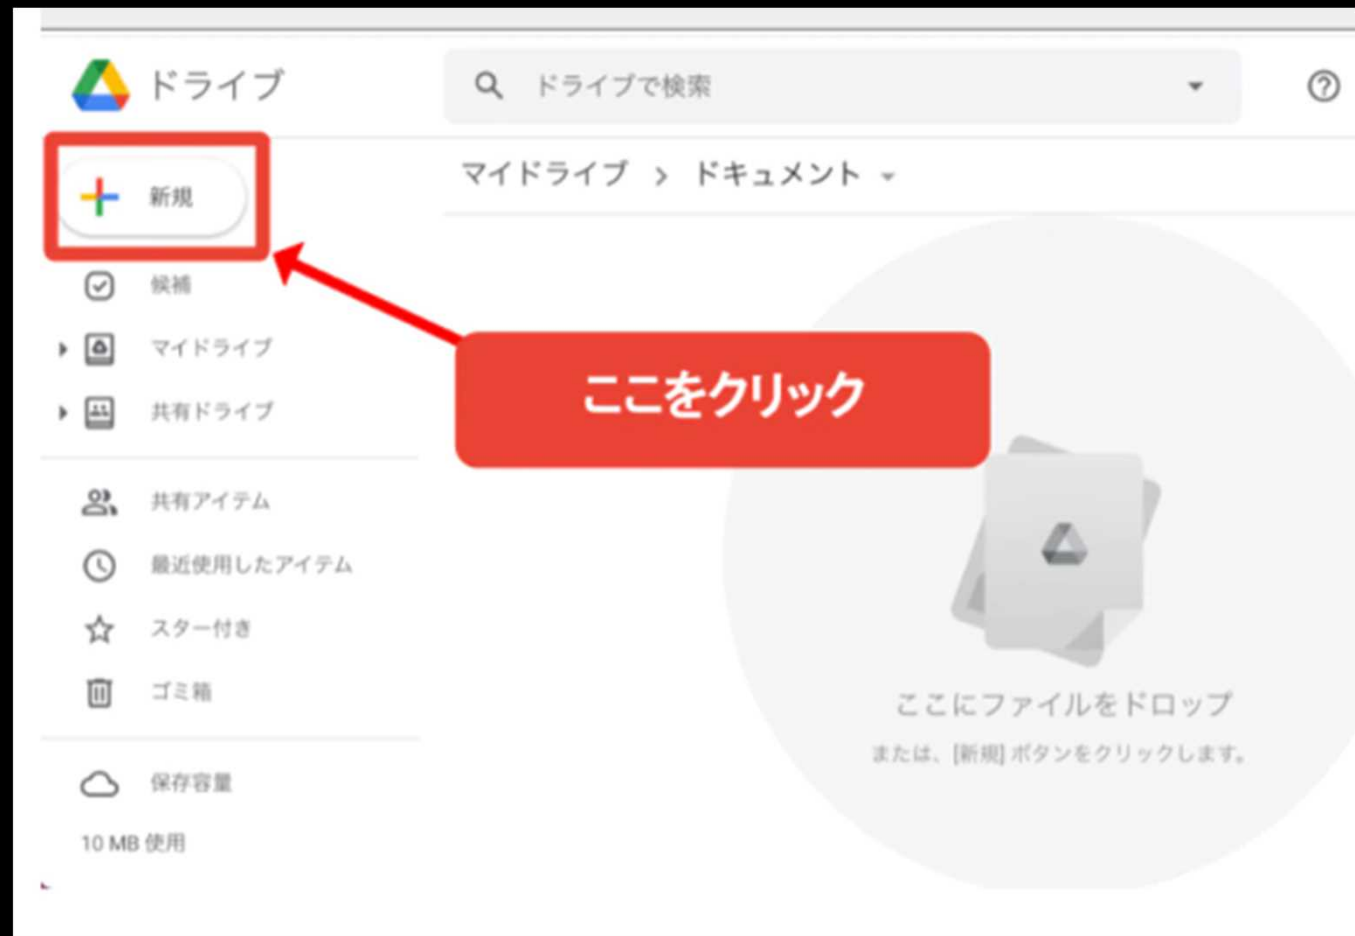 ドライブ
ドライブで検索
新規
マイドライブ > ドキュメント
候補
マイドライブ
共有ドライブ
ここをクリック
共有アイテム
最近使用したアイテム
スター付き
ゴミ箱
ここにファイルをドロップ
または、[新規] ボタンをクリックします。
保存容量
10 MB 使用